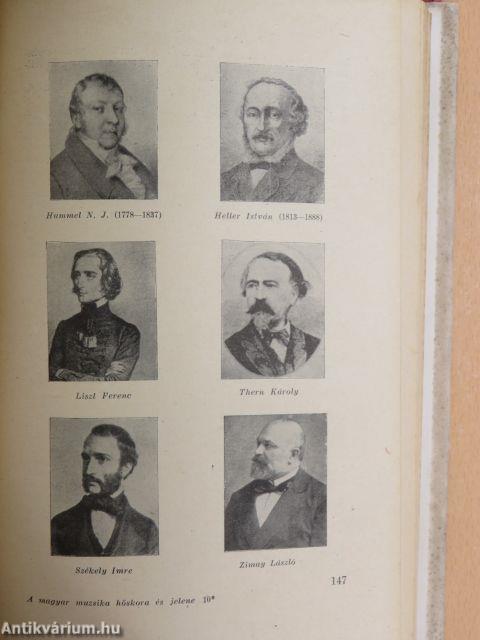 Hummel N. J. (1778—1837)
Heller István (1813—1888)
Liszt Ferenc
Thern Károly
Székely Imre
Zimay László
147
A magyar muzsika hőskora és jelene 10*
Antikvárium.hu